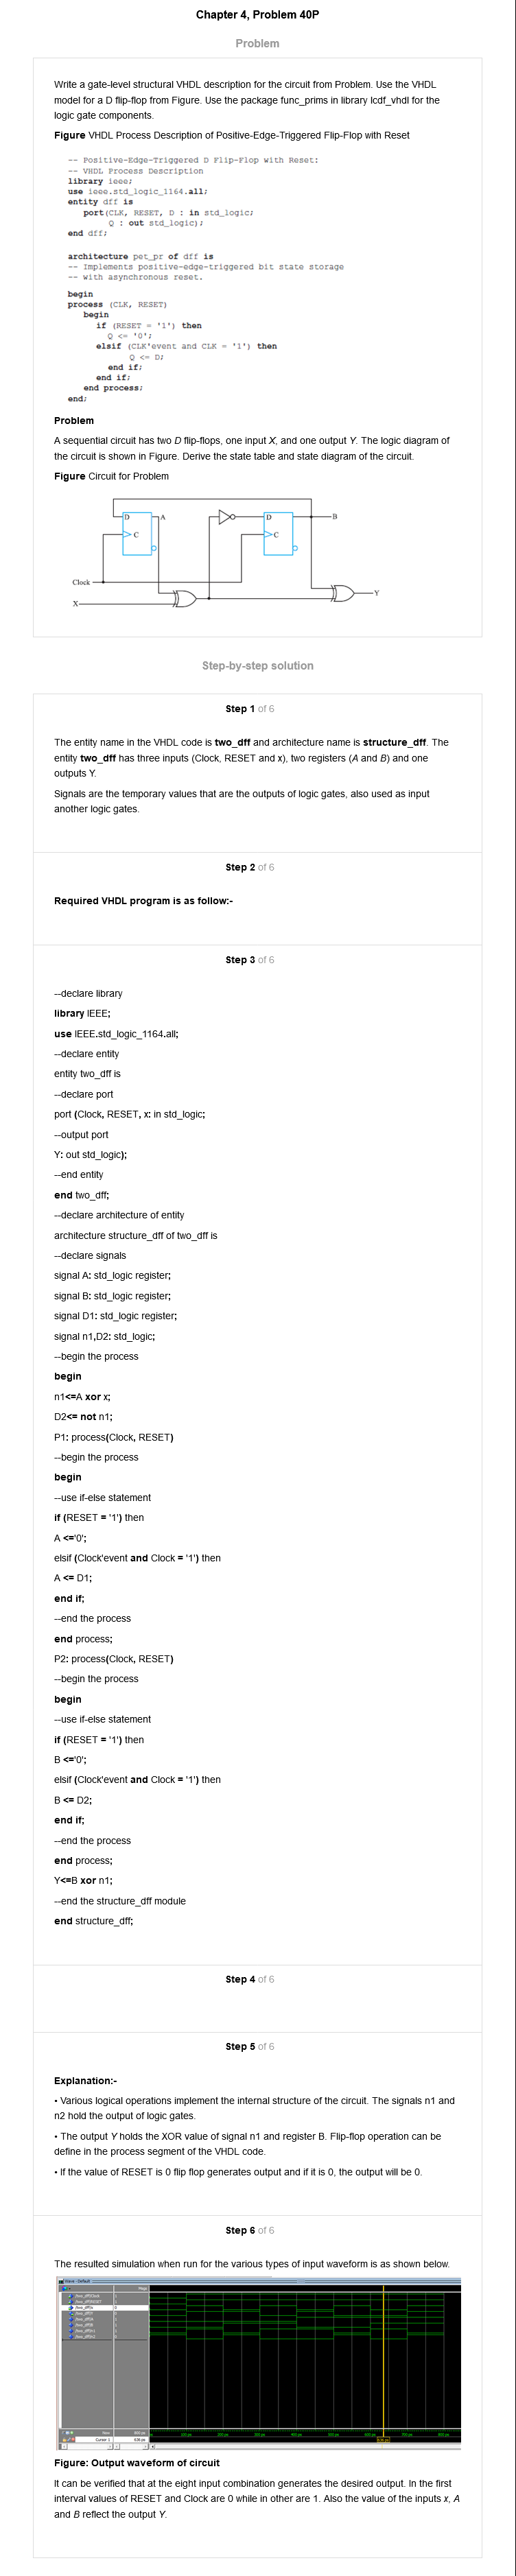 Chapter 4, Problem 40P
Problem
Write a gate-level structural VHDL description for the circuit from Problem. Use the VHDL
model for a D flip-flop from Figure. Use the package func_prims in library lcdf_vhdl for the
logic gate components.
Figure VHDL Process Description of Positive-Edge-Triggered Flip-Flop with Reset
-- Positive-Edge-Triggered D Flip-Flop with Reset:
-- VHDL Process Description
library ieee;
use ieee.std_logic_1164.all;
entity dff is
port(CLK, RESET, D : in std_logic;
Q : out std_logic);
end dff;
architecture pet_pr of dff is
-- Implements positive-edge-triggered bit state storage
-- with asynchronous reset.
begin
process (CLK, RESET)
begin
if (RESET = '1') then
Q <= '0';
elsif (CLK'event and CLK = '1') then
Q <= D;
end if;
end if;
end process;
end;
Problem
A sequential circuit has two D flip-flops, one input X, and one output Y. The logic diagram of
the circuit is shown in Figure. Derive the state table and state diagram of the circuit.
Figure Circuit for Problem
D A D B
C C
Clock
X Y
Step-by-step solution
Step 1 of 6
The entity name in the VHDL code is two_dff and architecture name is structure_dff. The
entity two_dff has three inputs (Clock, RESET and x), two registers (A and B) and one
outputs Y.
Signals are the temporary values that are the outputs of logic gates, also used as input
another logic gates.
Step 2 of 6
Required VHDL program is as follow:-
Step 3 of 6
--declare library
library IEEE;
use IEEE.std_logic_1164.all;
--declare entity
entity two_dff is
--declare port
port (Clock, RESET, x: in std_logic;
--output port
Y: out std_logic);
--end entity
end two_dff;
--declare architecture of entity
architecture structure_dff of two_dff is
--declare signals
signal A: std_logic register;
signal B: std_logic register;
signal D1: std_logic register;
signal n1,D2: std_logic;
--begin the process
begin
n1<=A xor x;
D2<= not n1;
P1: process(Clock, RESET)
--begin the process
begin
--use if-else statement
if (RESET = '1') then
A <='0';
elsif (Clock'event and Clock = '1') then
A <= D1;
end if;
--end the process
end process;
P2: process(Clock, RESET)
--begin the process
begin
--use if-else statement
if (RESET = '1') then
B <='0';
elsif (Clock'event and Clock = '1') then
B <= D2;
end if;
--end the process
end process;
Y<=B xor n1;
--end the structure_dff module
end structure_dff;
Step 4 of 6
Step 5 of 6
Explanation:-
• Various logical operations implement the internal structure of the circuit. The signals n1 and
n2 hold the output of logic gates.
• The output Y holds the XOR value of signal n1 and register B. Flip-flop operation can be
define in the process segment of the VHDL code.
• If the value of RESET is 0 flip flop generates output and if it is 0, the output will be 0.
Step 6 of 6
The resulted simulation when run for the various types of input waveform is as shown below.
Figure: Output waveform of circuit
It can be verified that at the eight input combination generates the desired output. In the first
interval values of RESET and Clock are 0 while in other are 1. Also the value of the inputs x, A
and B reflect the output Y.